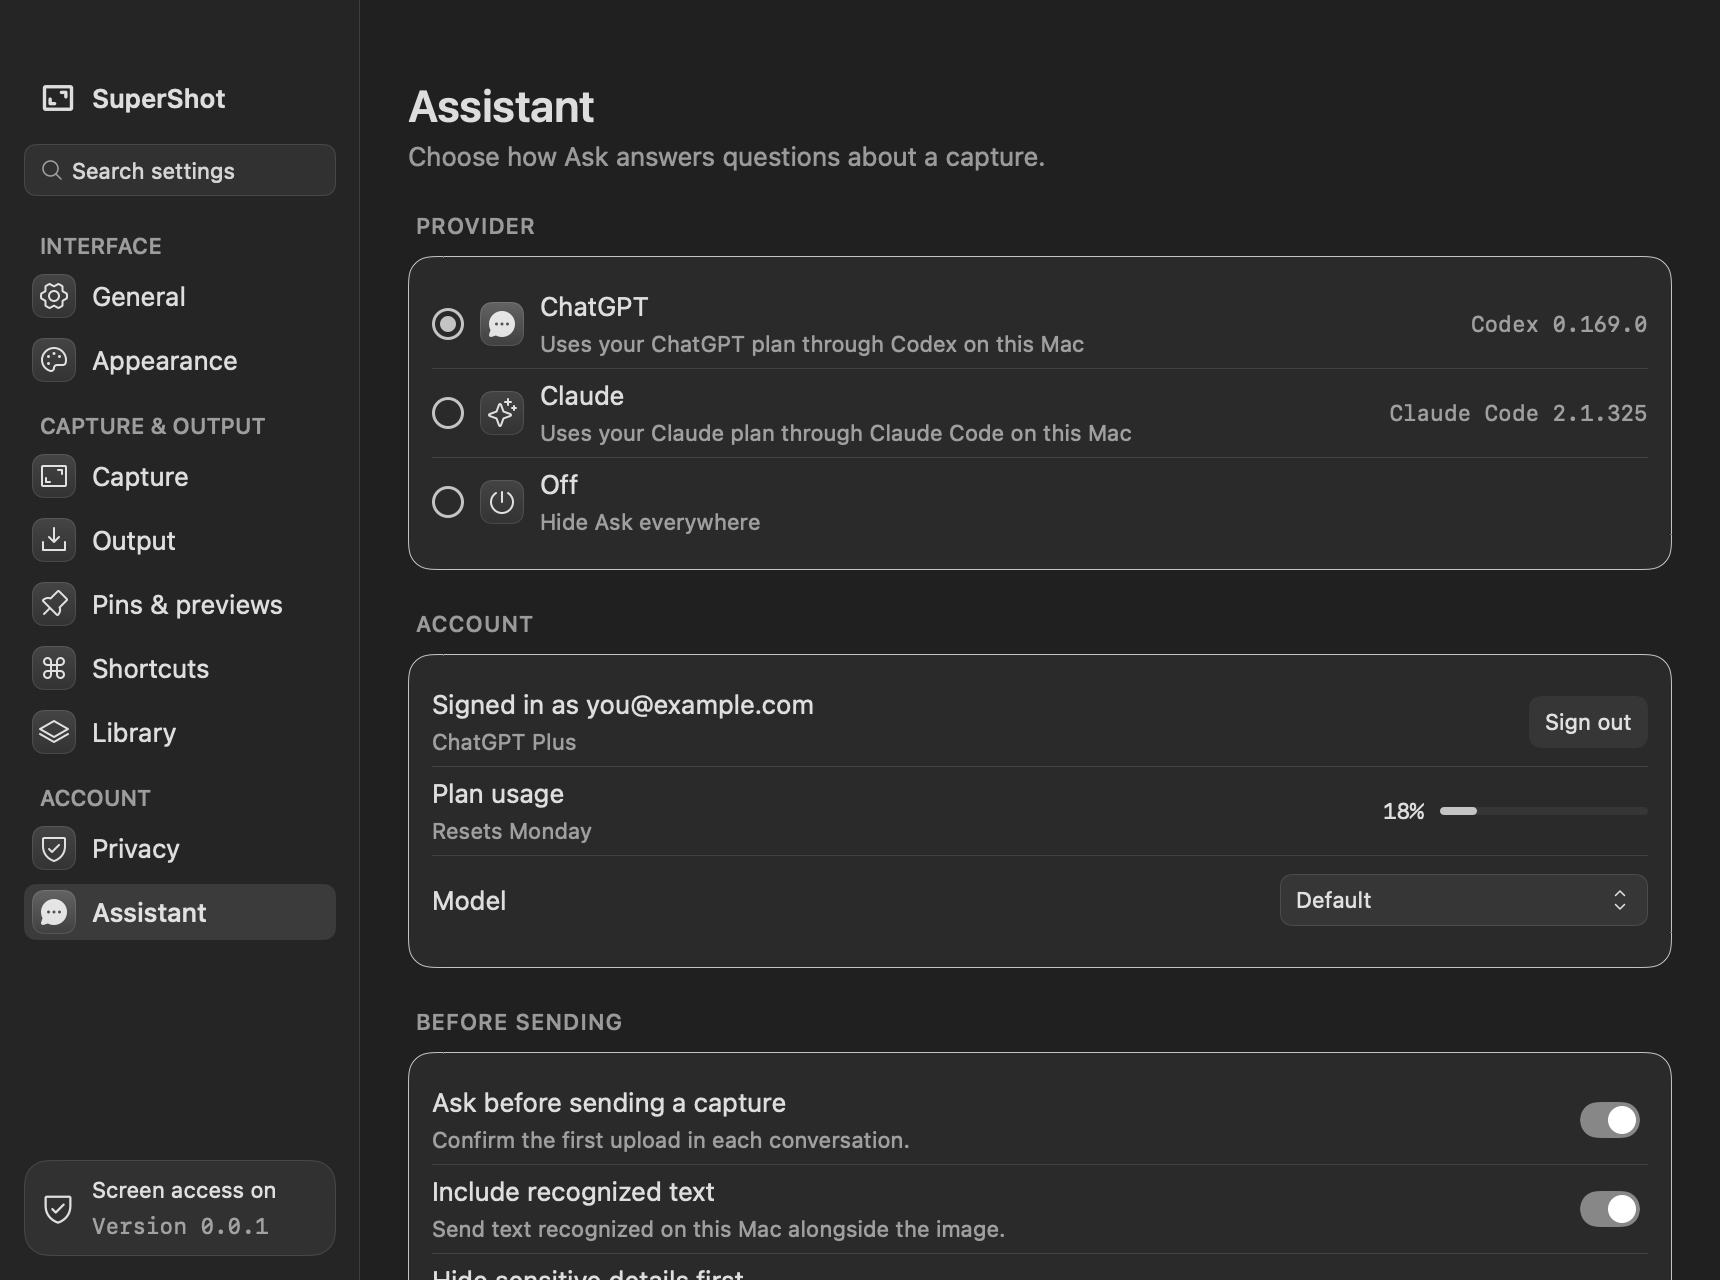 SuperShot
Search settings
INTERFACE
General
Appearance
CAPTURE & OUTPUT
Capture
Output
Pins & previews
Shortcuts
Library
ACCOUNT
Privacy
Assistant
Screen access on
Version 0.0.1
Assistant
Choose how Ask answers questions about a capture.
PROVIDER
ChatGPT
Uses your ChatGPT plan through Codex on this Mac
Codex 0.169.0
Claude
Uses your Claude plan through Claude Code on this Mac
Claude Code 2.1.325
Off
Hide Ask everywhere
ACCOUNT
Signed in as you@example.com
ChatGPT Plus
Sign out
Plan usage
Resets Monday
18%
Model
Default
BEFORE SENDING
Ask before sending a capture
Confirm the first upload in each conversation.
Include recognized text
Send text recognized on this Mac alongside the image.
Hide sensitive details first